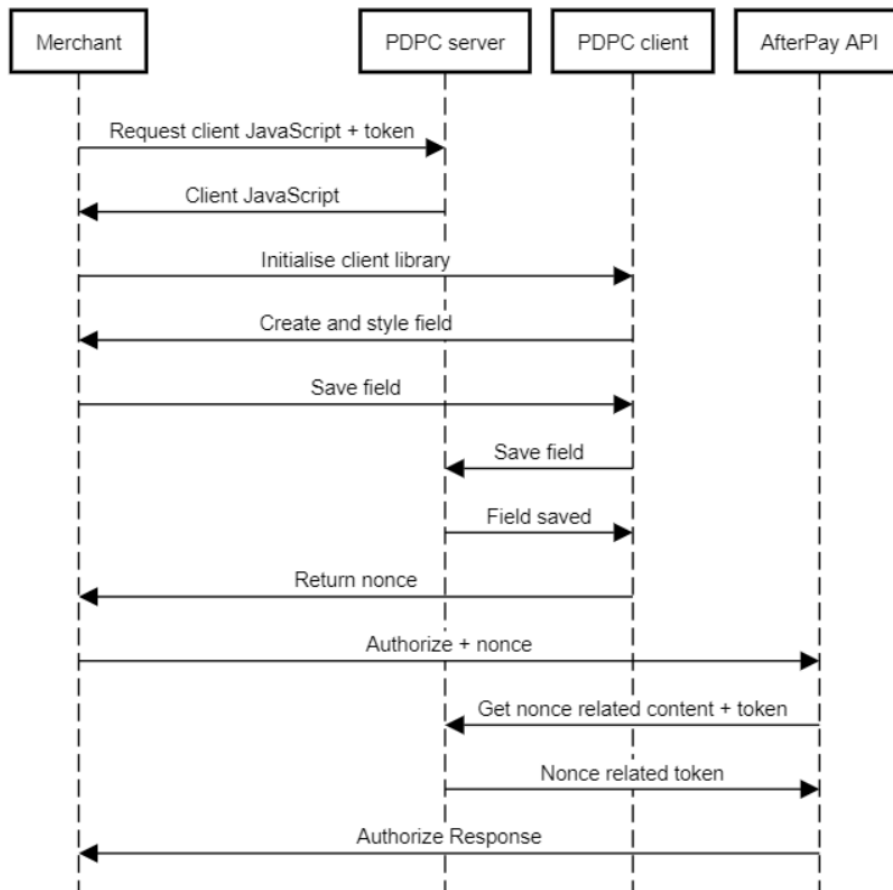 Merchant
PDPC server
PDPC client
AfterPay API
Request client JavaScript + token
Client JavaScript
Initialise client library
Create and style field
Save field
Save field
Field saved
Return nonce
Authorize + nonce
Get nonce related content + token
Nonce related token
Authorize Response